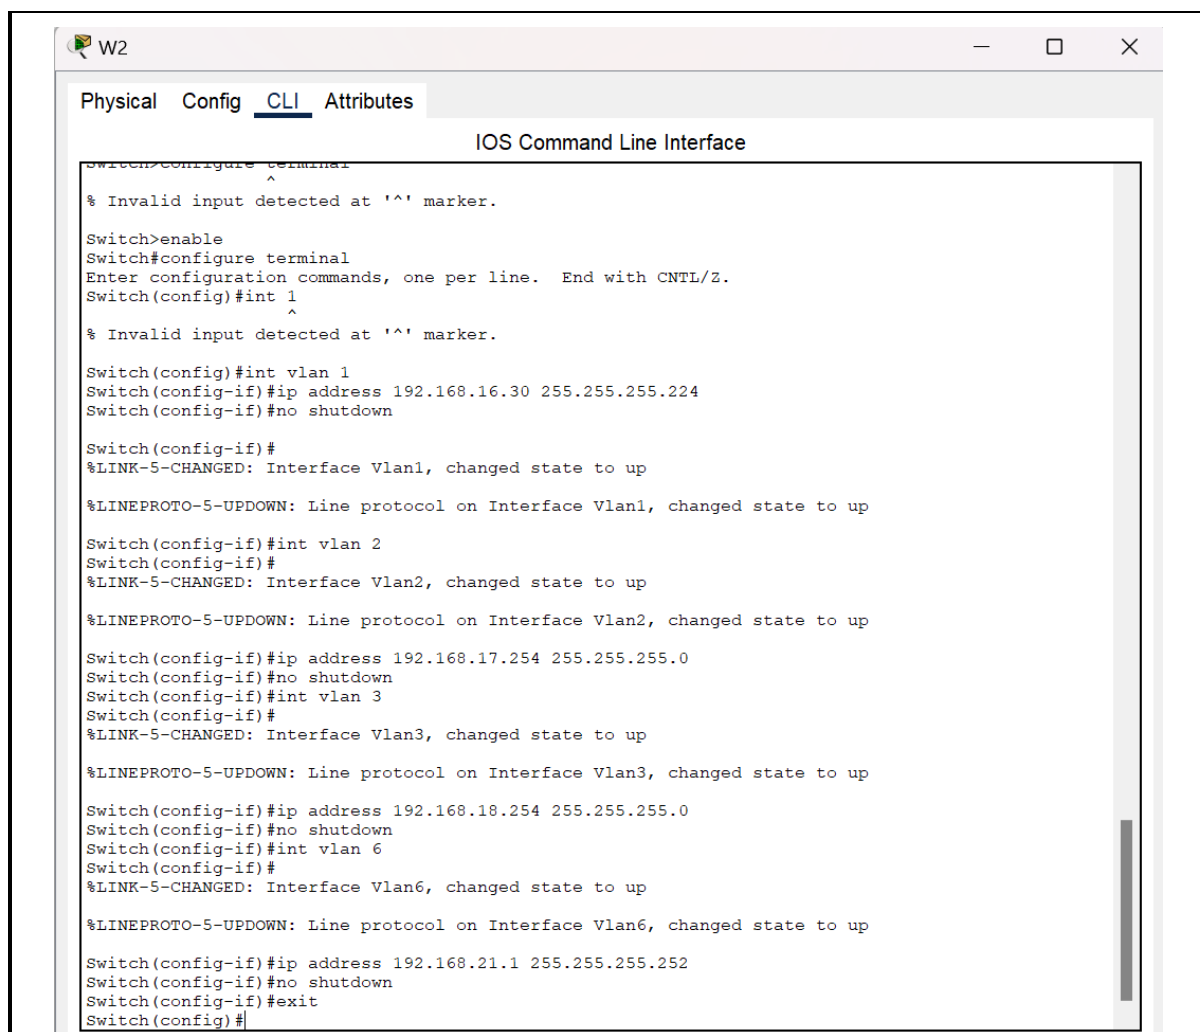 W2
Physical Config CLI Attributes
IOS Command Line Interface
Switch>configure terminal
^
% Invalid input detected at '^' marker.
Switch>enable
Switch#configure terminal
Enter configuration commands, one per line.  End with CNTL/Z.
Switch(config)#int 1
^
% Invalid input detected at '^' marker.
Switch(config)#int vlan 1
Switch(config-if)#ip address 192.168.16.30 255.255.255.224
Switch(config-if)#no shutdown
Switch(config-if)#
%LINK-5-CHANGED: Interface Vlan1, changed state to up
%LINEPROTO-5-UPDOWN: Line protocol on Interface Vlan1, changed state to up
Switch(config-if)#int vlan 2
Switch(config-if)#
%LINK-5-CHANGED: Interface Vlan2, changed state to up
%LINEPROTO-5-UPDOWN: Line protocol on Interface Vlan2, changed state to up
Switch(config-if)#ip address 192.168.17.254 255.255.255.0
Switch(config-if)#no shutdown
Switch(config-if)#int vlan 3
Switch(config-if)#
%LINK-5-CHANGED: Interface Vlan3, changed state to up
%LINEPROTO-5-UPDOWN: Line protocol on Interface Vlan3, changed state to up
Switch(config-if)#ip address 192.168.18.254 255.255.255.0
Switch(config-if)#no shutdown
Switch(config-if)#int vlan 6
Switch(config-if)#
%LINK-5-CHANGED: Interface Vlan6, changed state to up
%LINEPROTO-5-UPDOWN: Line protocol on Interface Vlan6, changed state to up
Switch(config-if)#ip address 192.168.21.1 255.255.255.252
Switch(config-if)#no shutdown
Switch(config-if)#exit
Switch(config)#